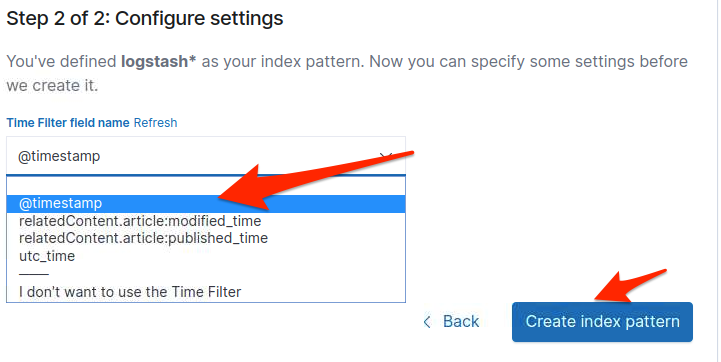 Step 2 of 2: Configure settings
You've defined logstash* as your index pattern. Now you can specify some settings before
we create it.
Time Filter field name Refresh
@timestamp
@timestamp
relatedContent.article:modified_time
relatedContent.article:published_time
utc_time
——
I don't want to use the Time Filter
Back
Create index pattern